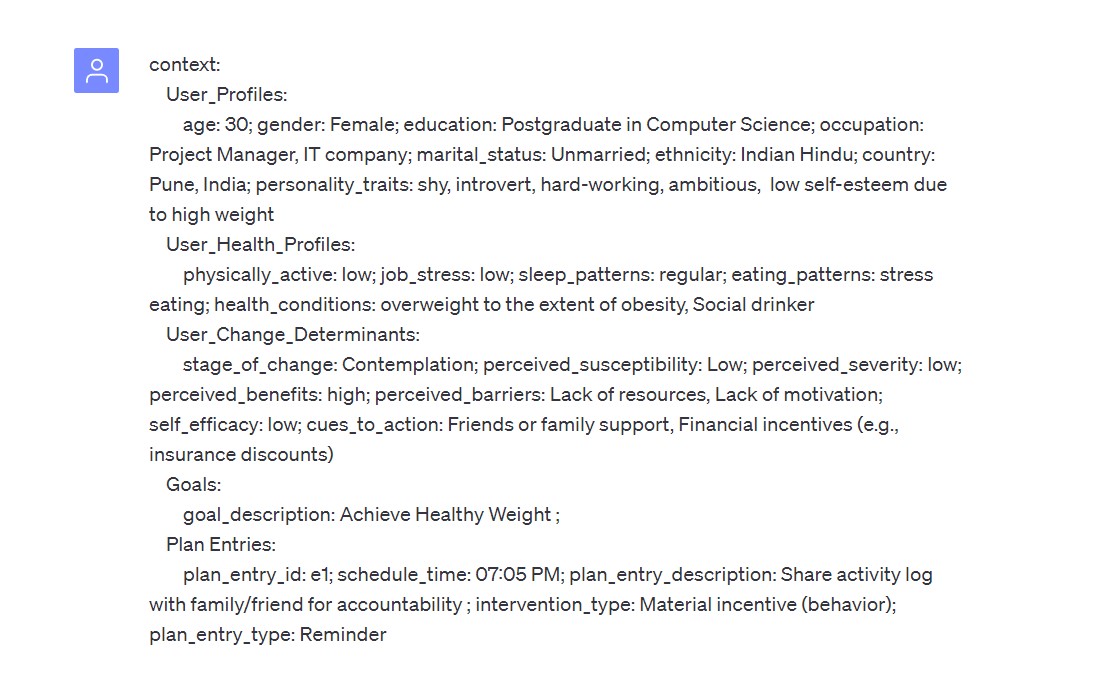 context:
User_Profiles:
age: 30; gender: Female; education: Postgraduate in Computer Science; occupation:
Project Manager, IT company; marital_status: Unmarried; ethnicity: Indian Hindu; country:
Pune, India; personality_traits: shy, introvert, hard-working, ambitious,  low self-esteem due
to high weight
User_Health_Profiles:
physically_active: low; job_stress: low; sleep_patterns: regular; eating_patterns: stress
eating; health_conditions: overweight to the extent of obesity, Social drinker
User_Change_Determinants:
stage_of_change: Contemplation; perceived_susceptibility: Low; perceived_severity: low;
perceived_benefits: high; perceived_barriers: Lack of resources, Lack of motivation;
self_efficacy: low; cues_to_action: Friends or family support, Financial incentives (e.g.,
insurance discounts)
Goals:
goal_description: Achieve Healthy Weight ;
Plan Entries:
plan_entry_id: e1; schedule_time: 07:05 PM; plan_entry_description: Share activity log
with family/friend for accountability ; intervention_type: Material incentive (behavior);
plan_entry_type: Reminder